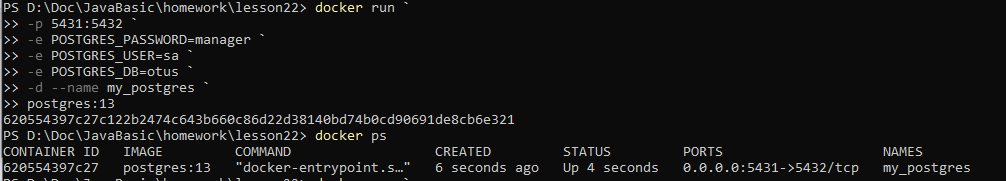 PS D:\Doc\JavaBasic\homework\lesson22> docker run `
>> -p 5431:5432 `
>> -e POSTGRES_PASSWORD=manager `
>> -e POSTGRES_USER=sa `
>> -e POSTGRES_DB=otus `
>> -d --name my_postgres `
>> postgres:13
620554397c27c122b2474c643b660c86d22d38140bd74b0cd90691de8cb6e321
PS D:\Doc\JavaBasic\homework\lesson22> docker ps
CONTAINER ID   IMAGE         COMMAND                  CREATED         STATUS         PORTS                    NAMES
620554397c27   postgres:13   "docker-entrypoint.s…"   6 seconds ago   Up 4 seconds   0.0.0.0:5431->5432/tcp   my_postgres